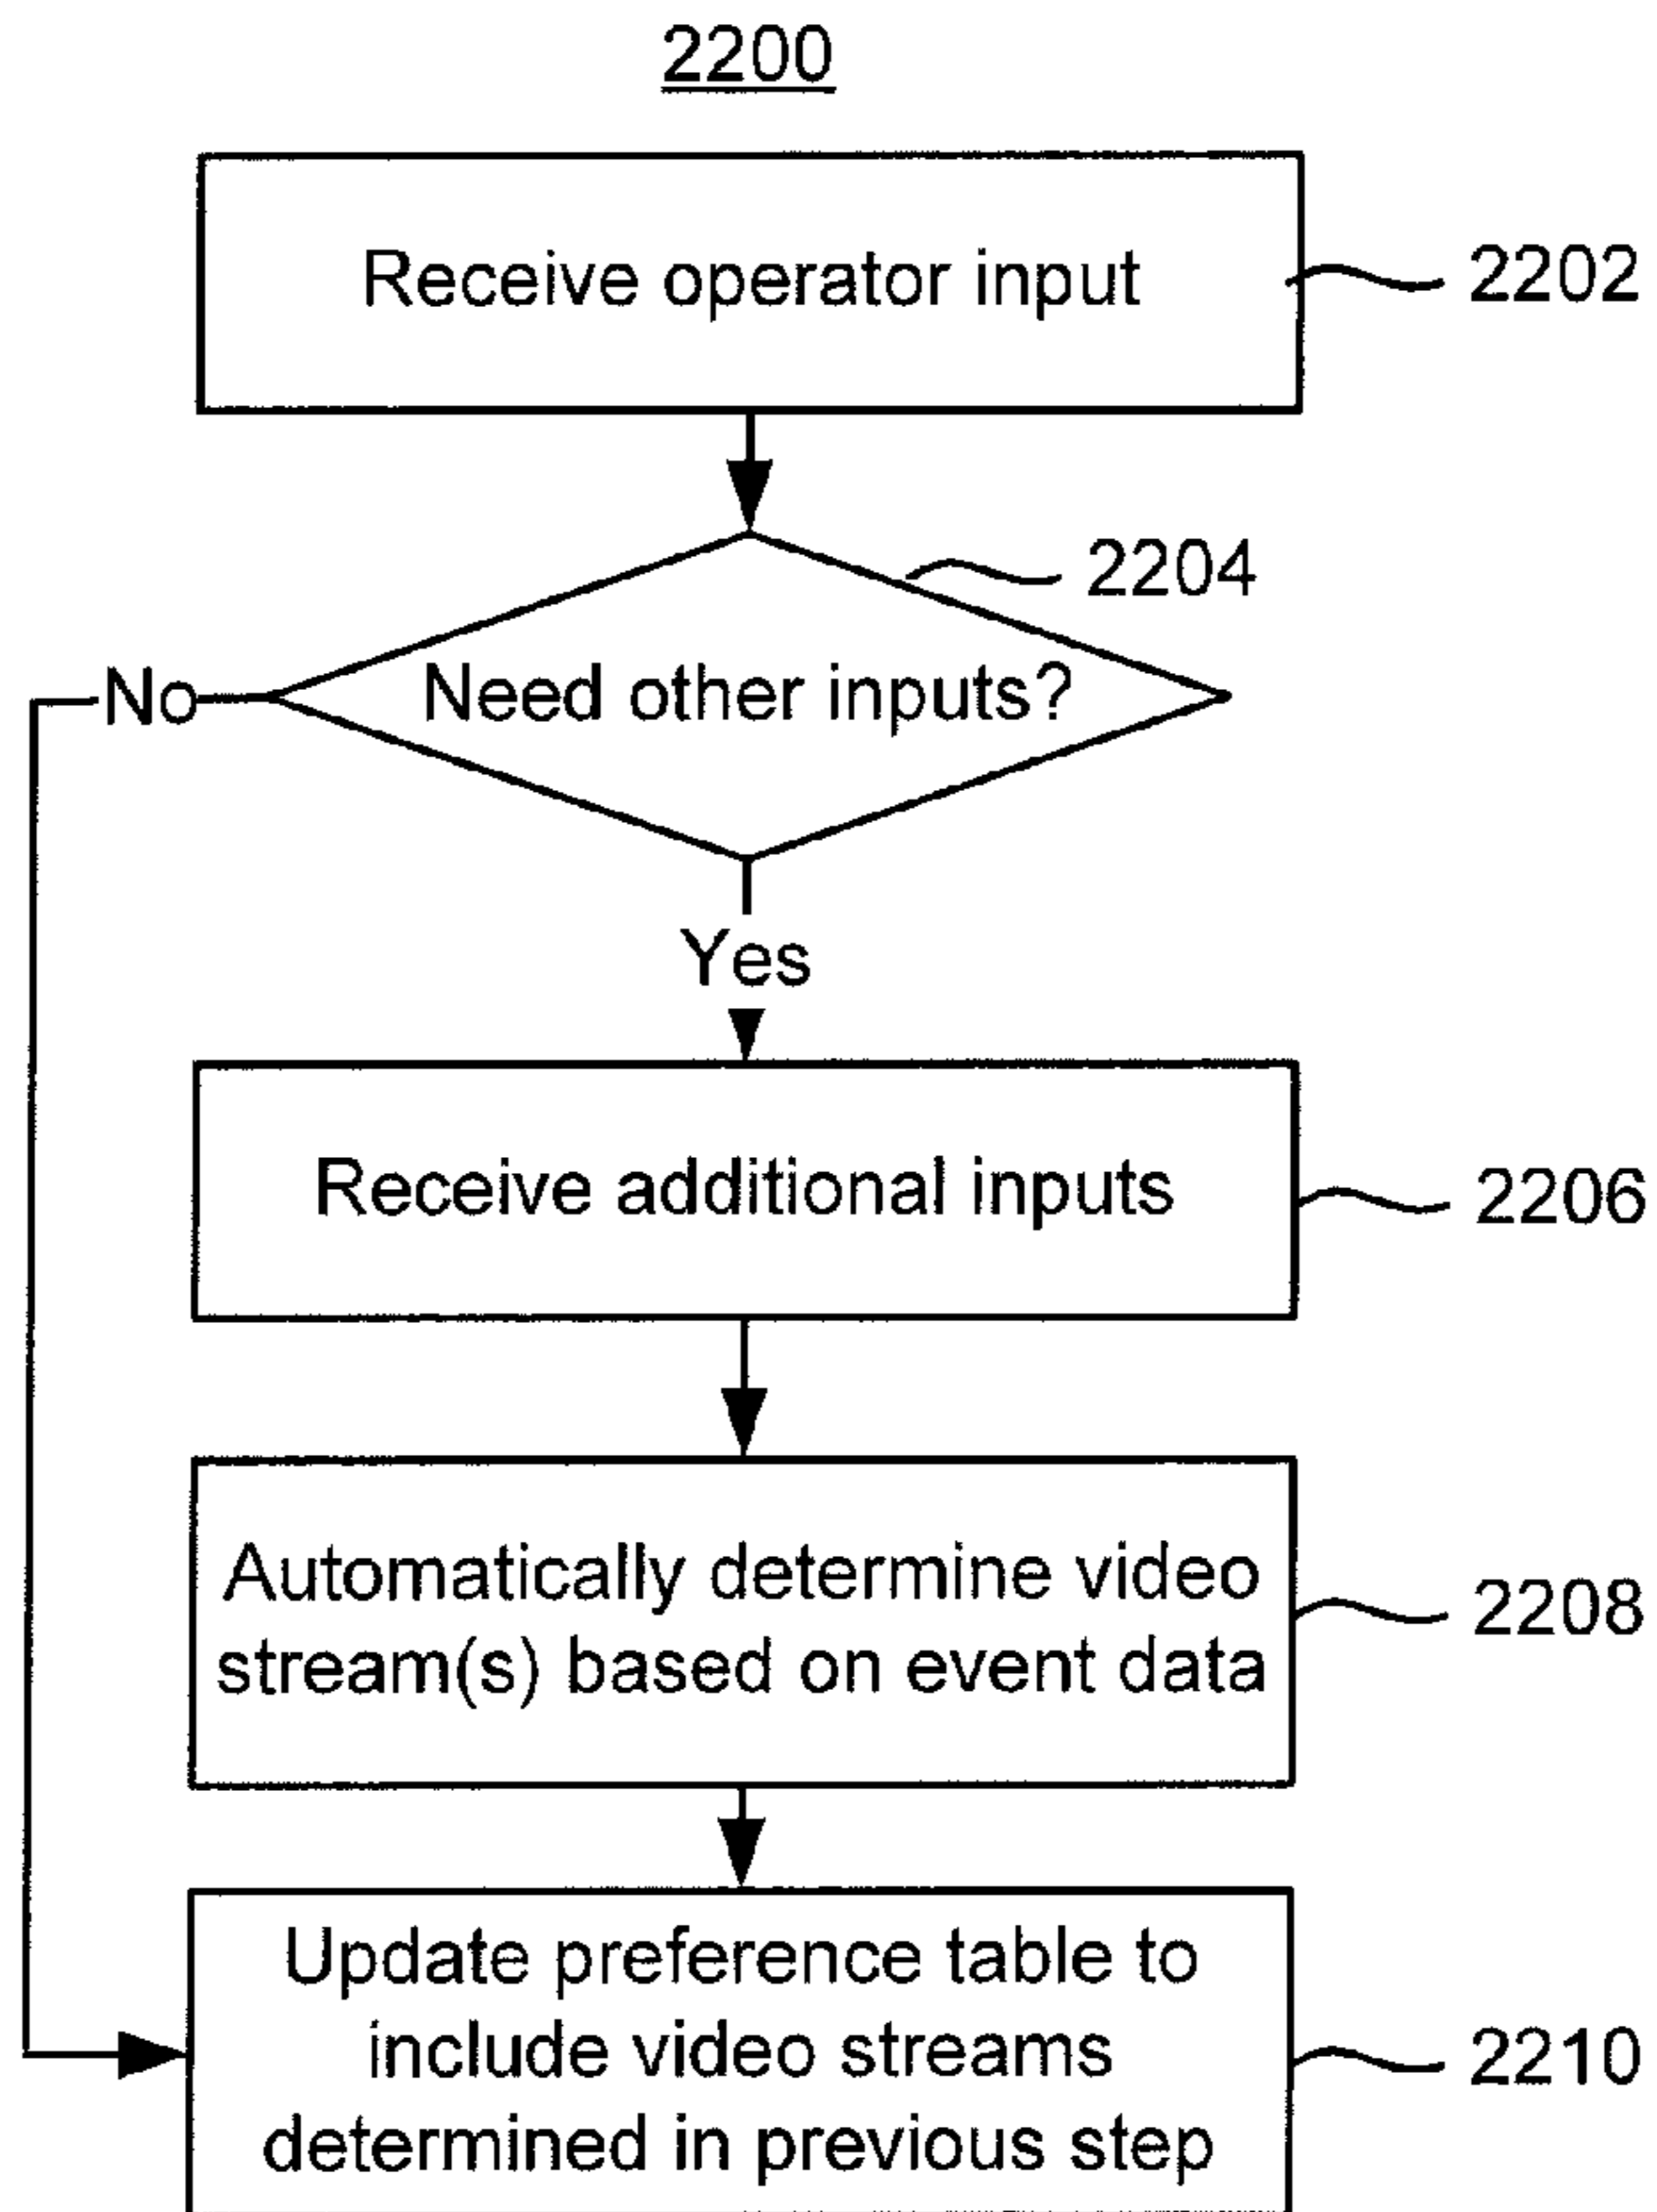 2200
Receive operator input
2202
2204
Need other inputs?
No
Yes
Receive additional inputs
2206
Automatically determine video
stream(s) based on event data
2208
Update preference table to
include video streams
determined in previous step
2210